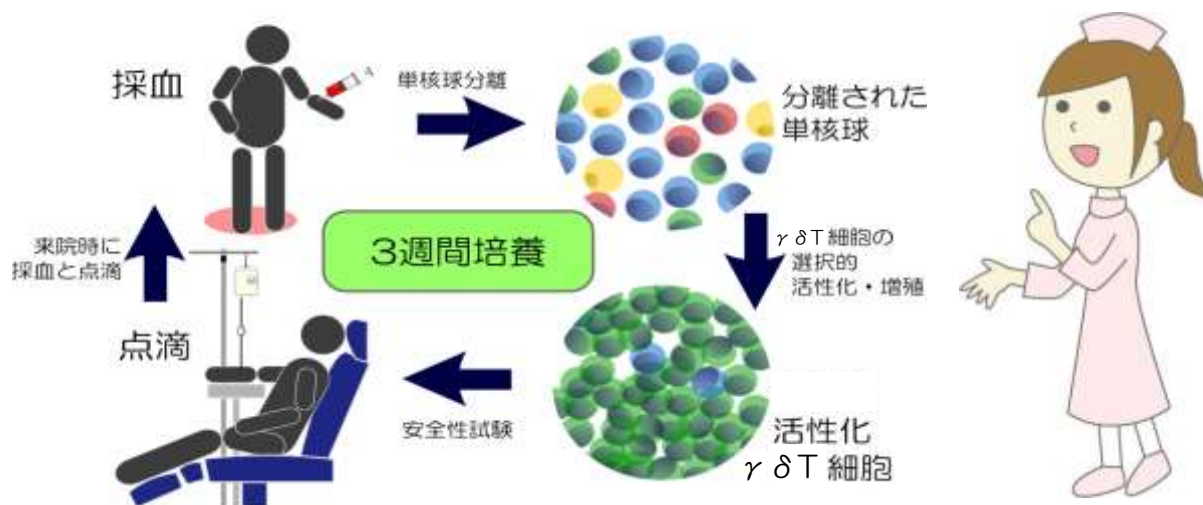 採血
単核球分離
分離された
単核球
γδT細胞の
選択的
活性化・増殖
3週間培養
来院時に
採血と点滴
点滴
安全性試験
活性化
γδT細胞